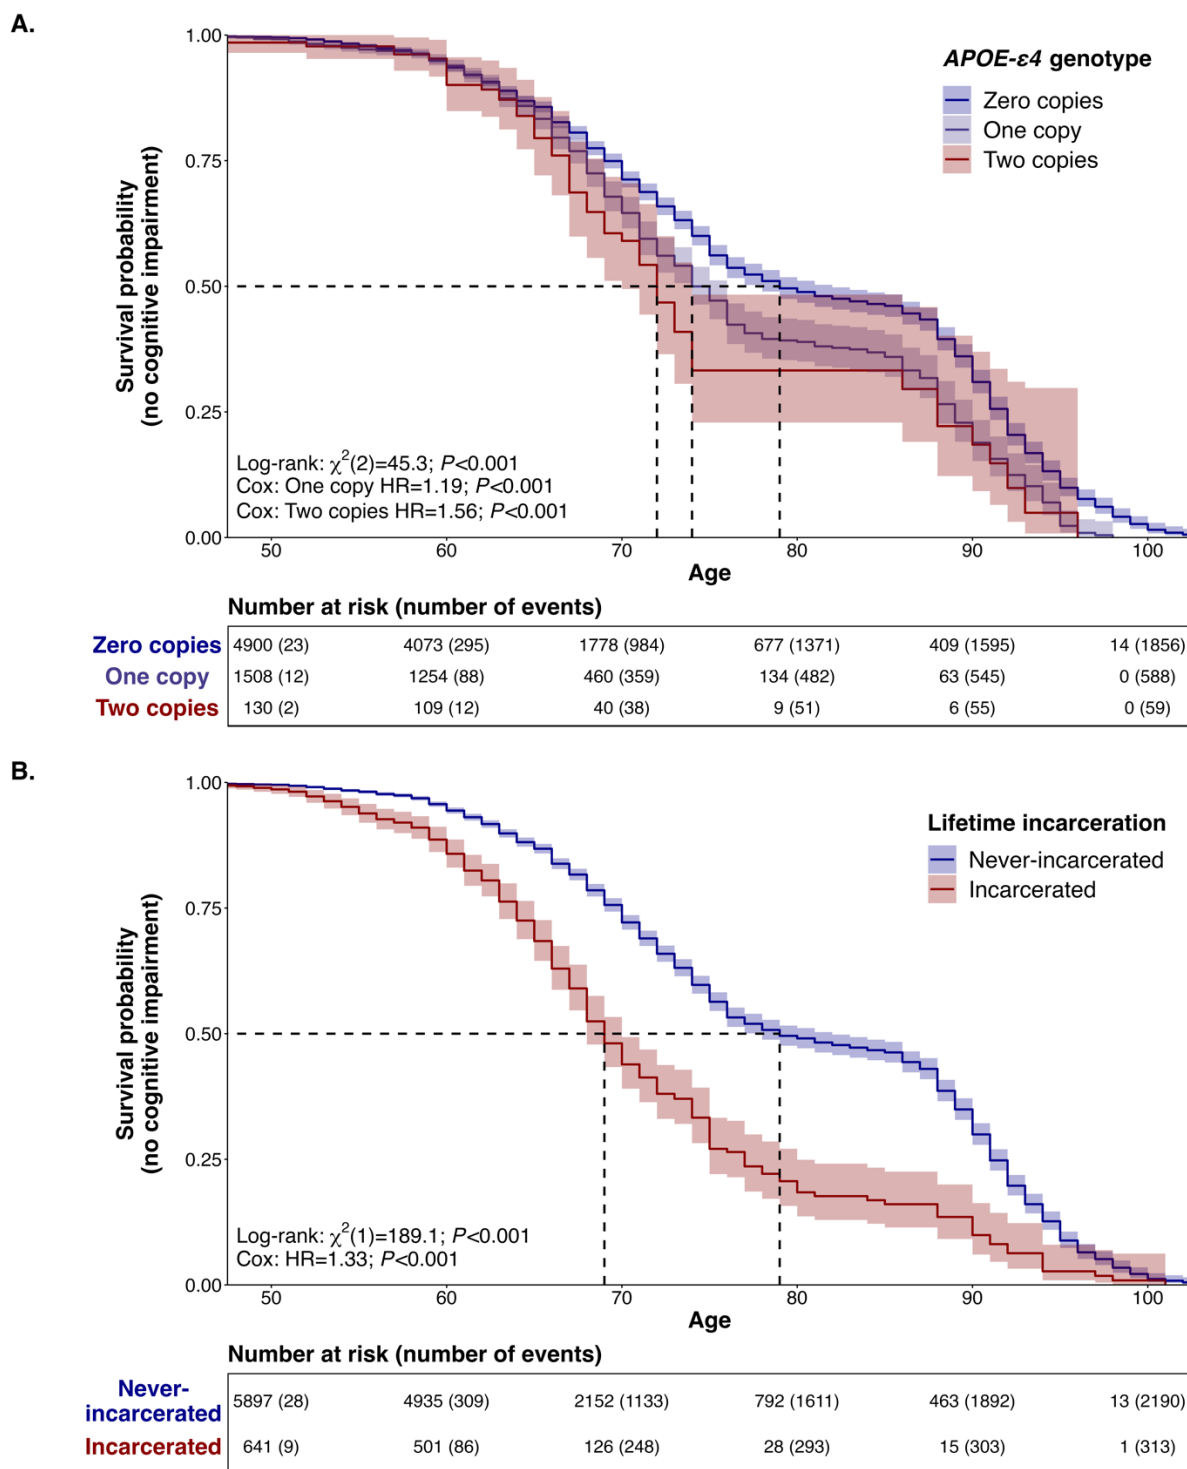 A.
APOE-ε4 genotype
Zero copies
One copy
Two copies
Survival probability
(no cognitive impairment)
1.00
0.75
0.50
0.25
0.00
Log-rank: χ²(2)=45.3; P<0.001
Cox: One copy HR=1.19; P<0.001
Cox: Two copies HR=1.56; P<0.001
50 60 70 80 90 100
Age
Number at risk (number of events)
Zero copies 4900 (23) 4073 (295) 1778 (984) 677 (1371) 409 (1595) 14 (1856)
One copy 1508 (12) 1254 (88) 460 (359) 134 (482) 63 (545) 0 (588)
Two copies 130 (2) 109 (12) 40 (38) 9 (51) 6 (55) 0 (59)
B.
Lifetime incarceration
Never-incarcerated
Incarcerated
Survival probability
(no cognitive impairment)
1.00
0.75
0.50
0.25
0.00
Log-rank: χ²(1)=189.1; P<0.001
Cox: HR=1.33; P<0.001
50 60 70 80 90 100
Age
Number at risk (number of events)
Never-
incarcerated 5897 (28) 4935 (309) 2152 (1133) 792 (1611) 463 (1892) 13 (2190)
Incarcerated 641 (9) 501 (86) 126 (248) 28 (293) 15 (303) 1 (313)